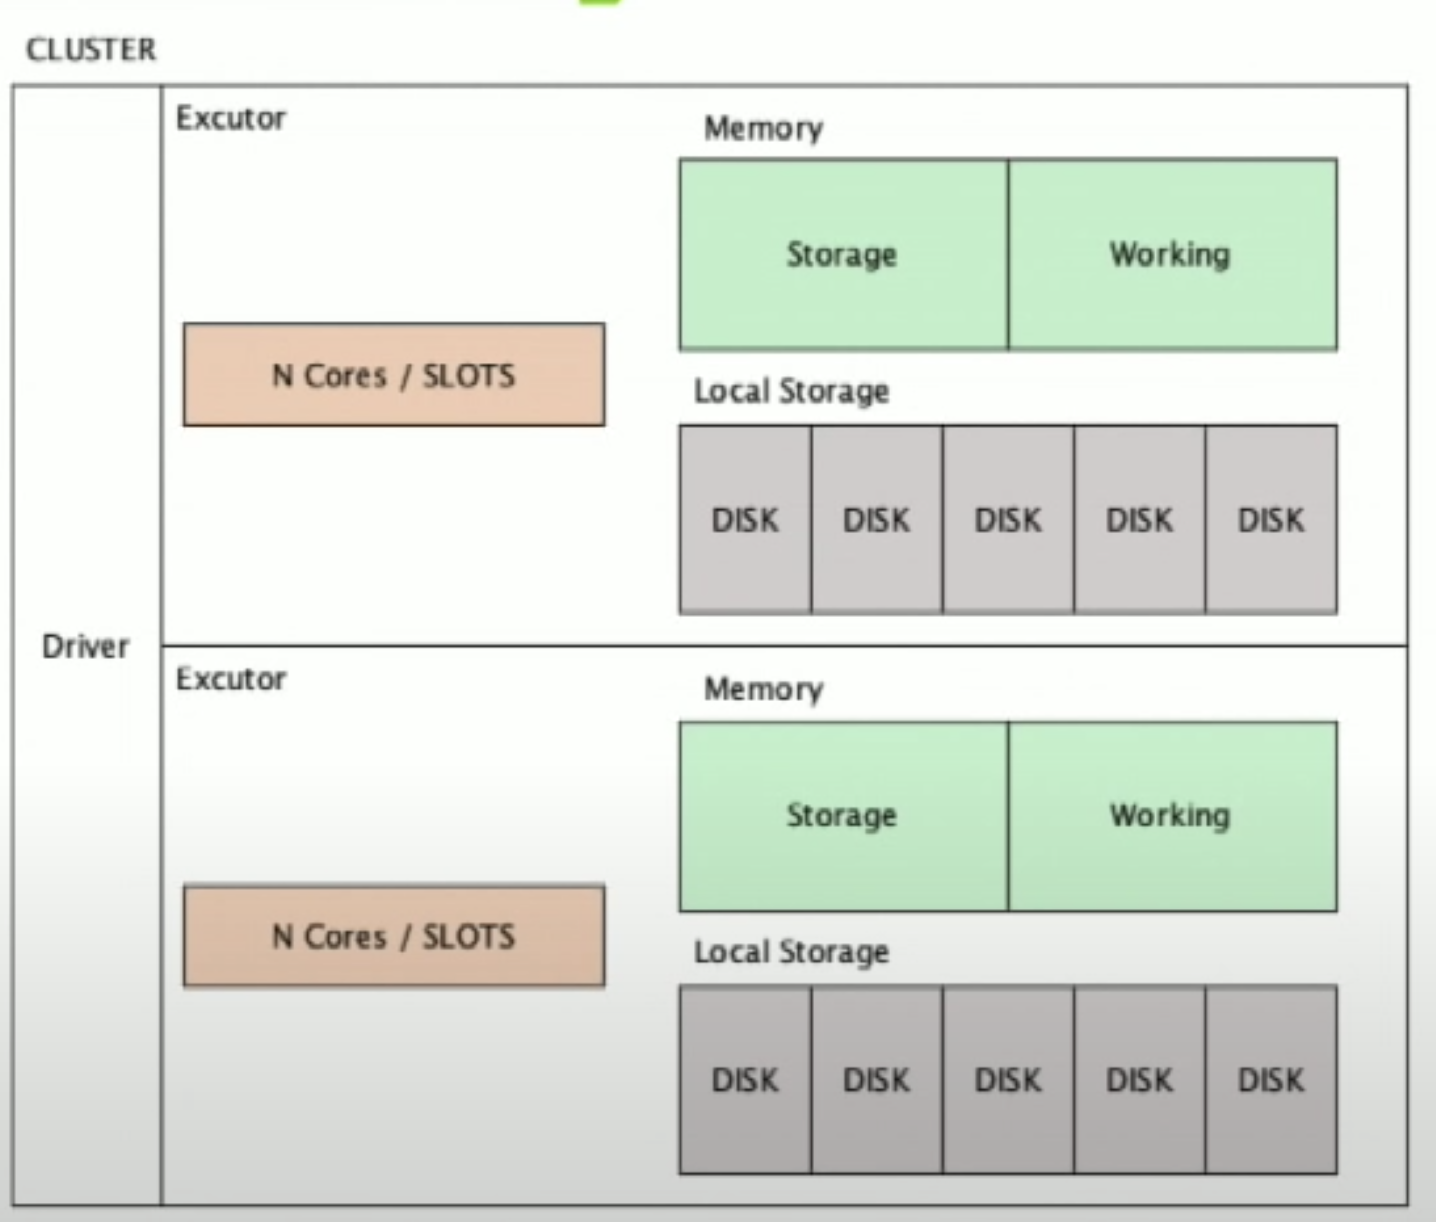 CLUSTER
Excutor
Memory
Storage Working
N Cores / SLOTS
Local Storage
DISK DISK DISK DISK DISK
Driver
Excutor
Memory
Storage Working
N Cores / SLOTS
Local Storage
DISK DISK DISK DISK DISK